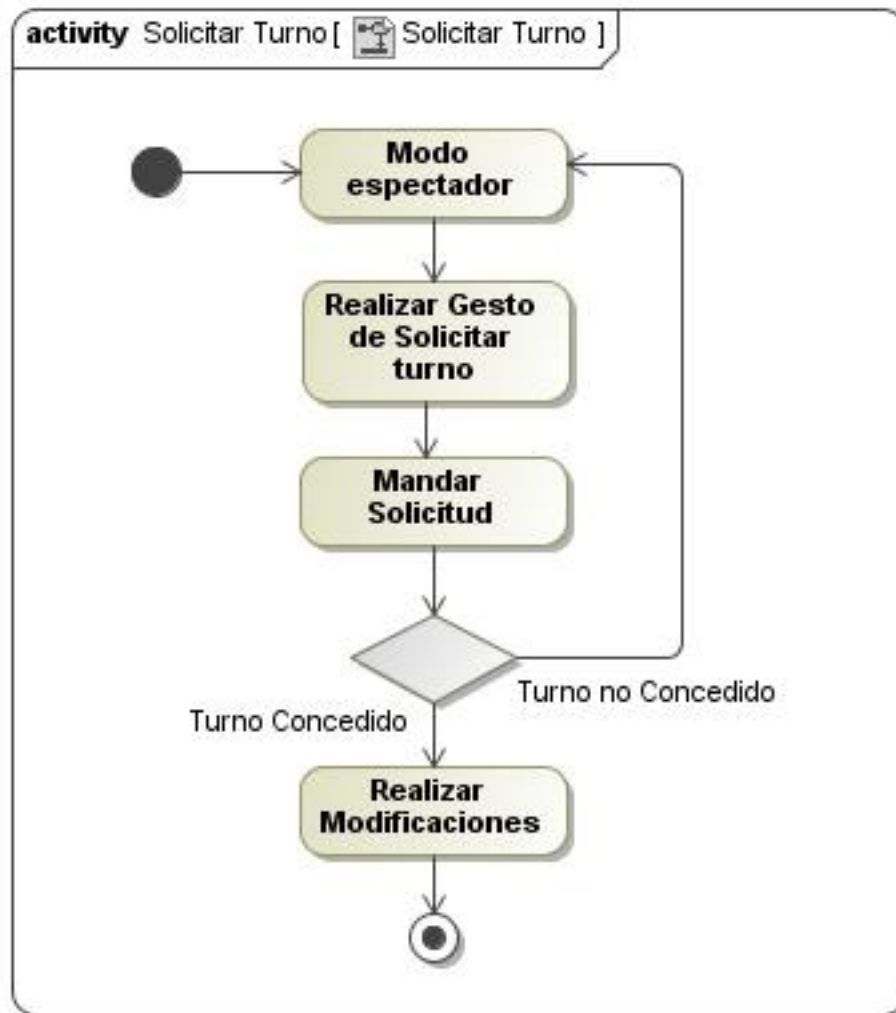 activity Solicitar Turno [ Solicitar Turno ]
Modo
espectador
Realizar Gesto
de Solicitar
turno
Mandar
Solicitud
Turno no Concedido
Turno Concedido
Realizar
Modificaciones